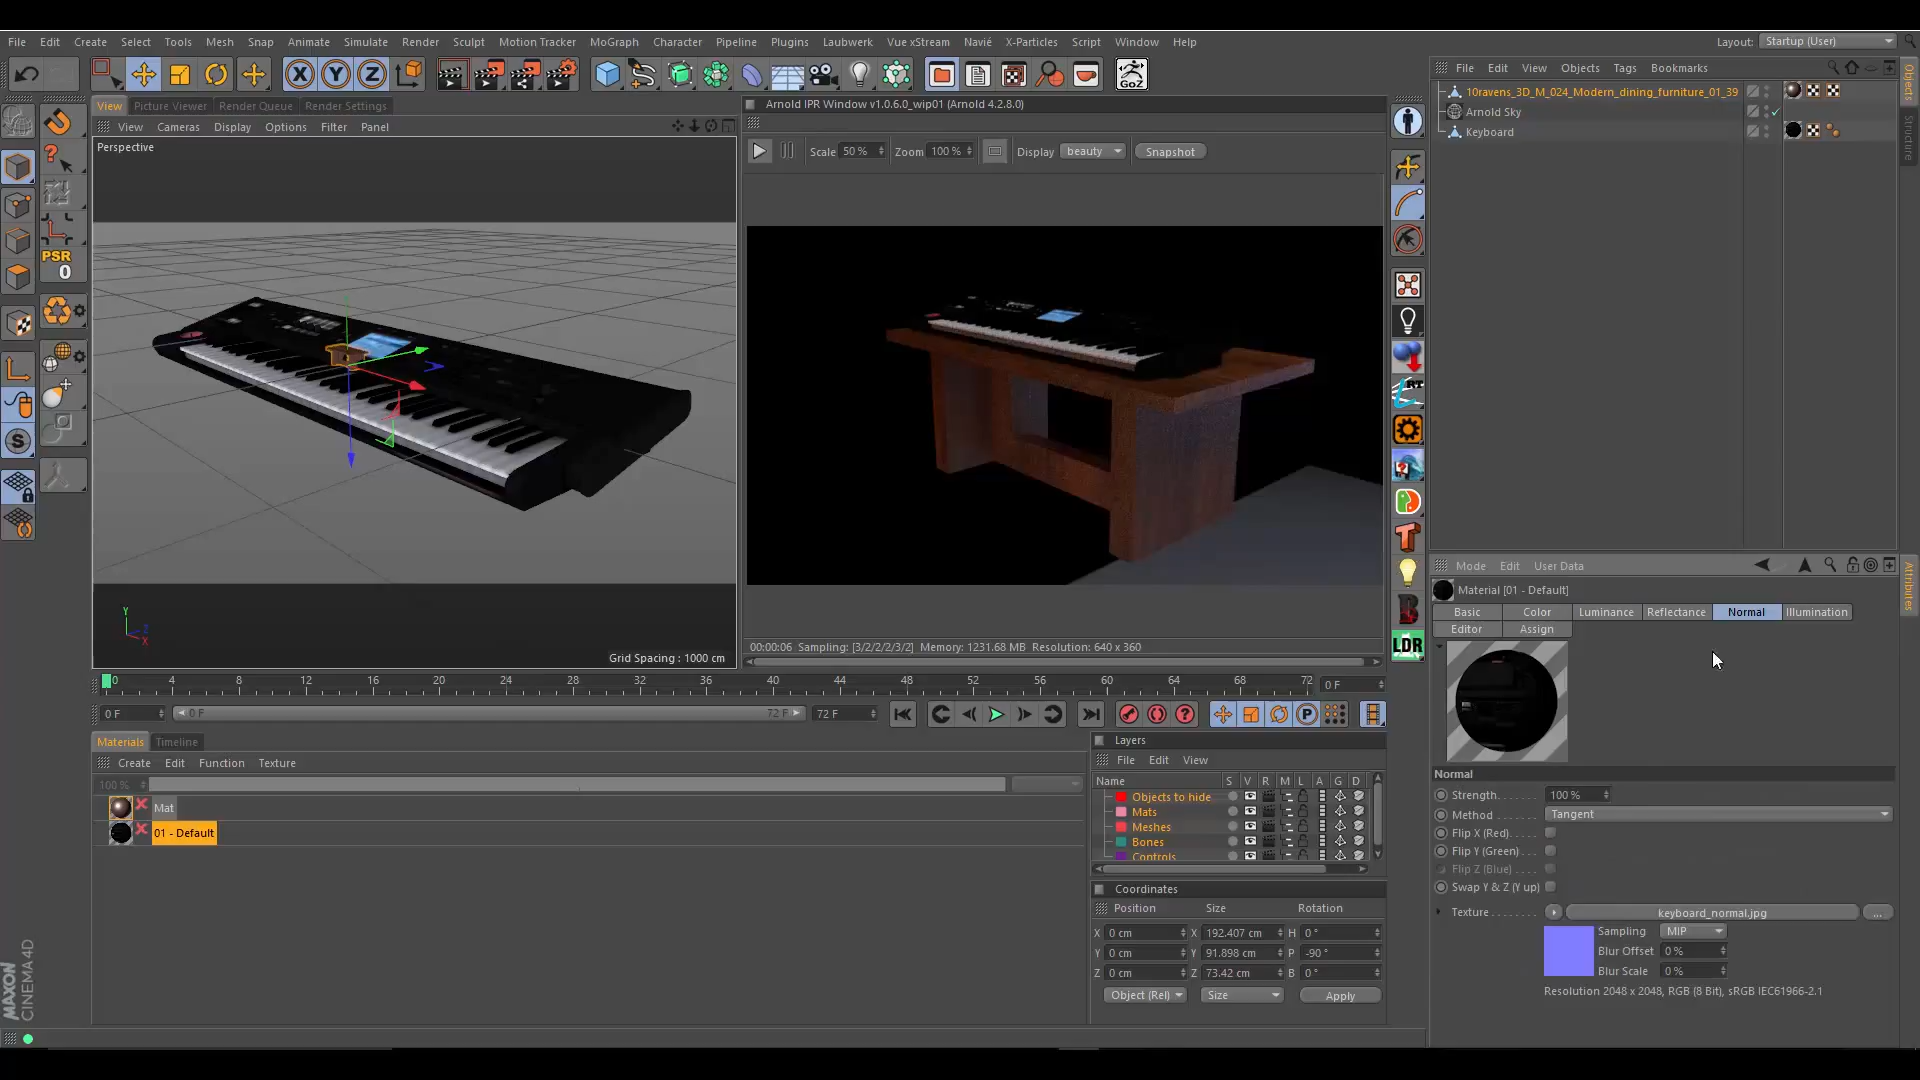 File Edit Create Select Tools Mesh Snap Animate Simulate Render Sculpt Motion Tracker MoGraph Character Pipeline Plugins Laubwerk Vue xStream Navié X-Particles Script Window Help
Layout: Startup (User)
X Y Z GoZ
File Edit View Objects Tags Bookmarks
10ravens_3D_M_024_Modern_dining_furniture_01_39
Arnold Sky
Keyboard
Objects
Structure
View Picture Viewer Render Queue Render Settings
View Cameras Display Options Filter Panel
Perspective
Grid Spacing : 1000 cm
Y
Z
X
PSR
0
S
Arnold IPR Window v1.0.6.0_wip01 (Arnold 4.2.8.0)
Scale 50 % Zoom 100 % Display beauty Snapshot
00:00:06 Sampling: [3/2/2/2/3/2] Memory: 1231.68 MB Resolution: 640 x 360
RT
T
B
LDR
0 4 8 12 16 20 24 28 32 36 40 44 48 52 56 60 64 68 72 0 F
0 F 0 F 72 F 72 F
P
Materials Timeline
Create Edit Function Texture
100 %
Mat
01 - Default
Layers
File Edit View
Name S V R M L A G D
Objects to hide
Mats
Meshes
Bones
Controls
Coordinates
Position Size Rotation
X 0 cm X 192.407 cm H 0 °
Y 0 cm Y 91.898 cm P -90 °
Z 0 cm Z 73.42 cm B 0 °
Object (Rel) Size Apply
Mode Edit User Data
Attributes
Material [01 - Default]
Basic Color Luminance Reflectance Normal Illumination
Editor Assign
Normal
Strength 100 %
Method Tangent
Flip X (Red)
Flip Y (Green)
Flip Z (Blue)
Swap Y & Z (Y up)
Texture keyboard_normal.jpg ...
Sampling MIP
Blur Offset 0 %
Blur Scale 0 %
Resolution 2048 x 2048, RGB (8 Bit), sRGB IEC61966-2.1
MAXON
CINEMA 4D